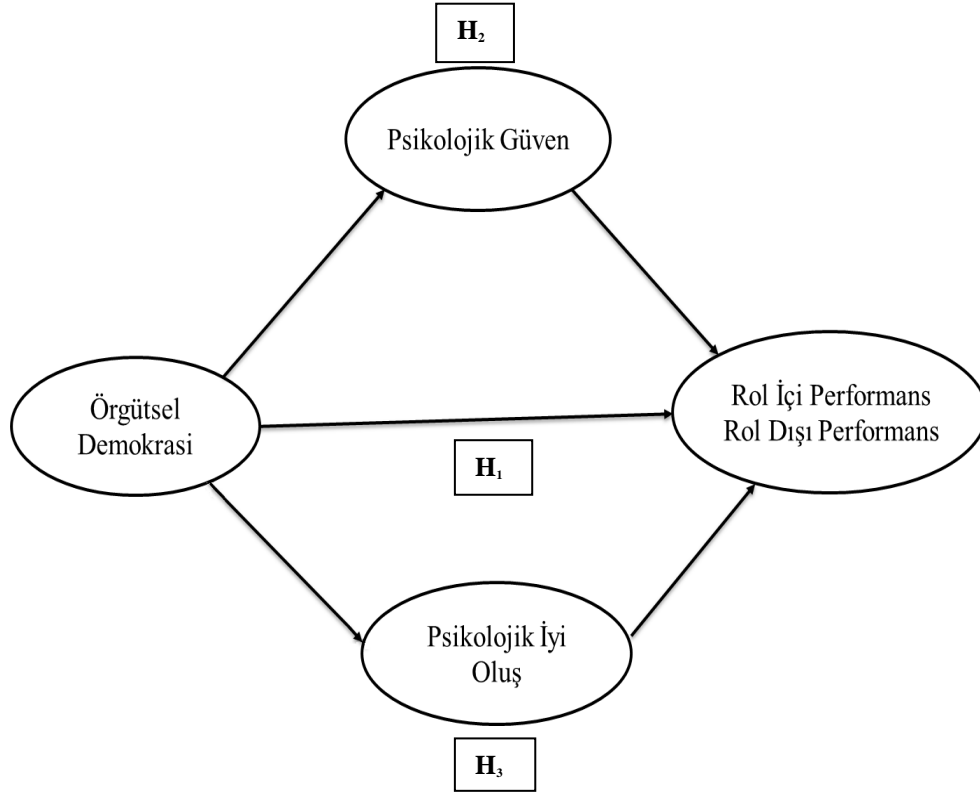 H₂
Psikolojik Güven
Örgütsel
Demokrasi
Rol İçi Performans
Rol Dışı Performans
H₁
Psikolojik İyi
Oluş
H₃